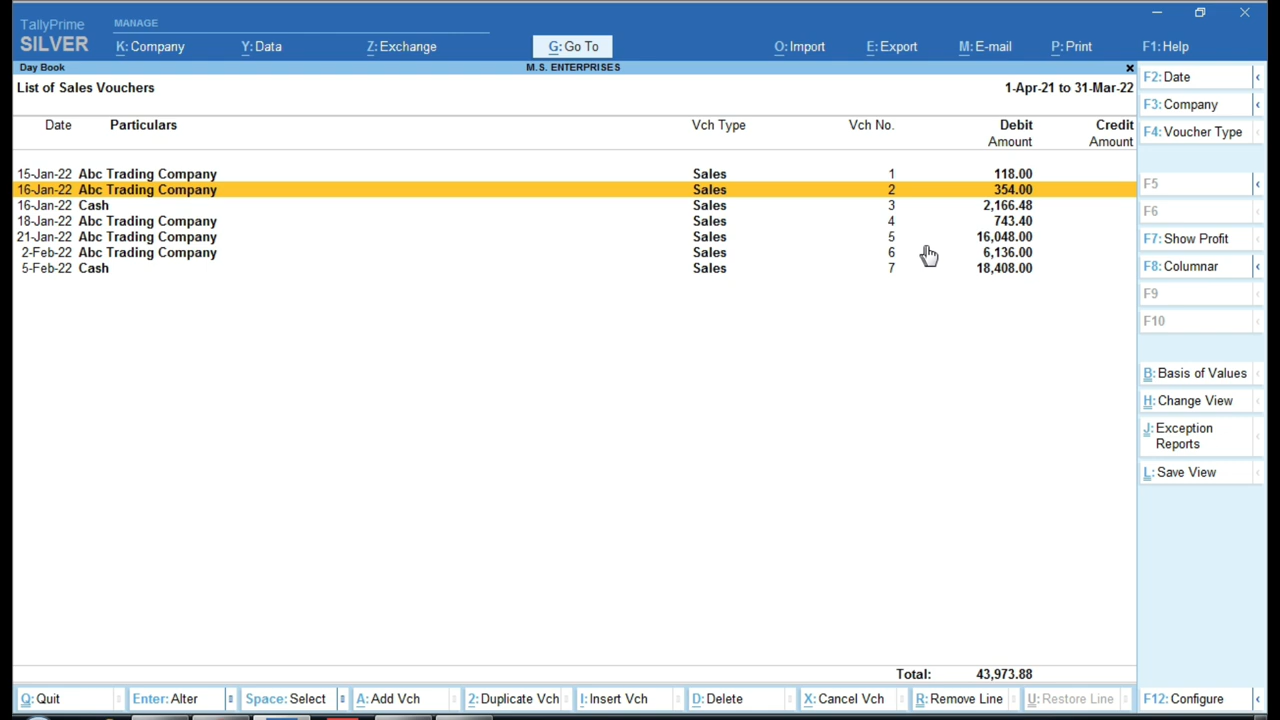 TallyPrime MANAGE
SILVER K:Company Y:Data Z:Exchange G:Go To O:Import E:Export M:E-mail P:Print F1:Help
Day Book M.S. ENTERPRISES
List of Sales Vouchers 1-Apr-21 to 31-Mar-22
Date Particulars Vch Type Vch No. Debit Credit
Amount Amount
15-Jan-22 Abc Trading Company Sales 1 118.00
16-Jan-22 Abc Trading Company Sales 2 354.00
16-Jan-22 Cash Sales 3 2,166.48
18-Jan-22 Abc Trading Company Sales 4 743.40
21-Jan-22 Abc Trading Company Sales 5 16,048.00
2-Feb-22 Abc Trading Company Sales 6 6,136.00
5-Feb-22 Cash Sales 7 18,408.00
Total: 43,973.88
F2:Date
F3:Company
F4:Voucher Type
F5
F6
F7:Show Profit
F8:Columnar
F9
F10
B:Basis of Values
H:Change View
J:Exception
Reports
L:Save View
Q:Quit Enter:Alter Space:Select A:Add Vch 2:Duplicate Vch I:Insert Vch D:Delete X:Cancel Vch R:Remove Line U:Restore Line F12:Configure